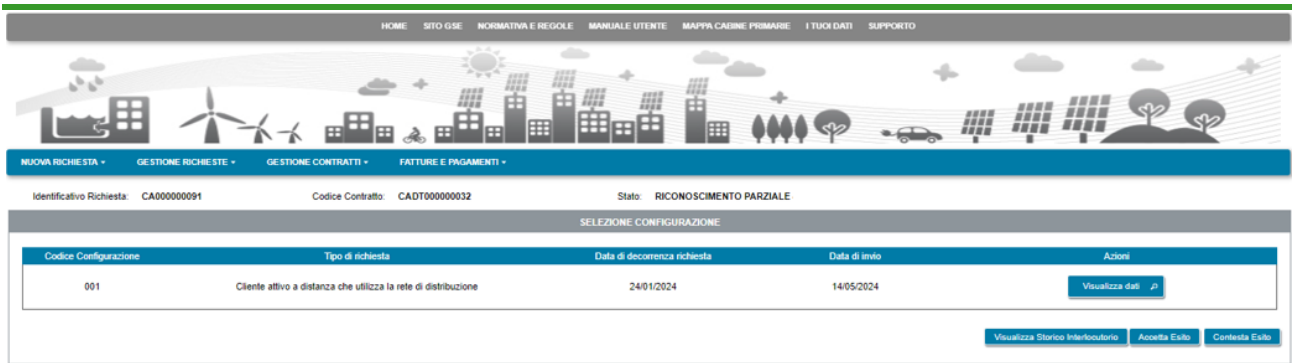 HOME SITO GSE NORMATIVA E REGOLE MANUALE UTENTE MAPPA CABINE PRIMARIE I TUOI DATI SUPPORTO
NUOVA RICHIESTA GESTIONE RICHIESTE GESTIONE CONTRATTI FATTURE E PAGAMENTI
Identificativo Richiesta: CA000000091 Codice Contratto: CADT000000032 Stato: RICONOSCIMENTO PARZIALE
SELEZIONE CONFIGURAZIONE
Codice Configurazione Tipo di richiesta Data di decorrenza richiesta Data di invio Azioni
001 Cliente attivo a distanza che utilizza la rete di distribuzione 24/01/2024 14/05/2024 Visualizza dati
Visualizza Storico Interlocutorio Accetta Esito Contesta Esito